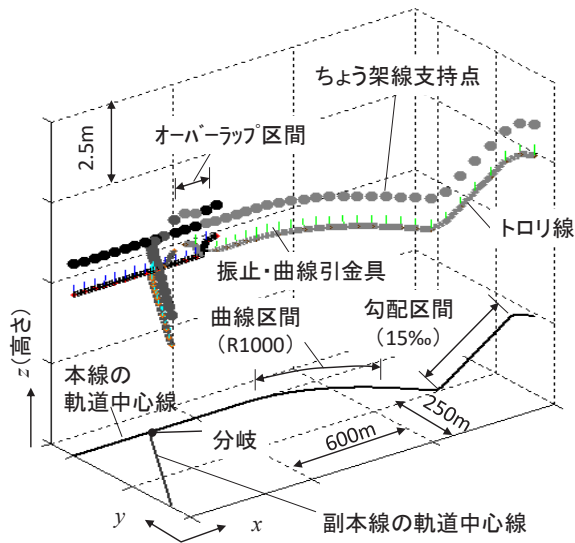 ちょう架線支持点
オーバーラップ区間
2.5m
トロリ線
振止・曲線引金具
曲線区間
（R1000）
勾配区間
（15‰）
z(高さ)
本線の
軌道中心線
250m
600m
分岐
y
x
副本線の軌道中心線